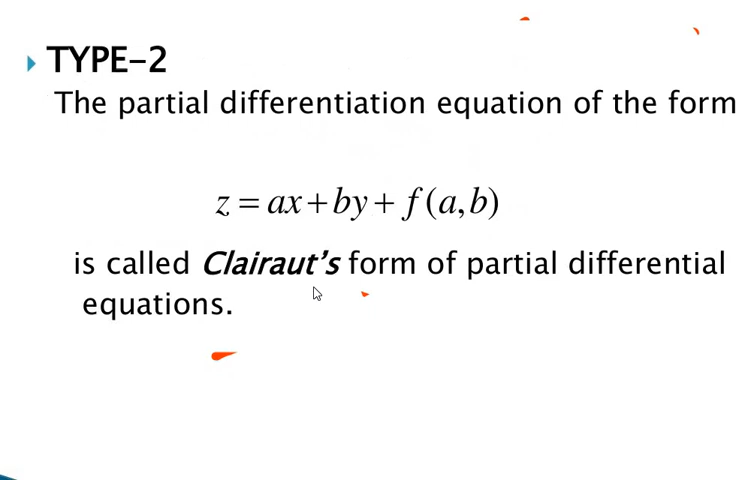 TYPE-2
The partial differentiation equation of the form
z = ax + by + f(a,b)
is called Clairaut's form of partial differential
equations.